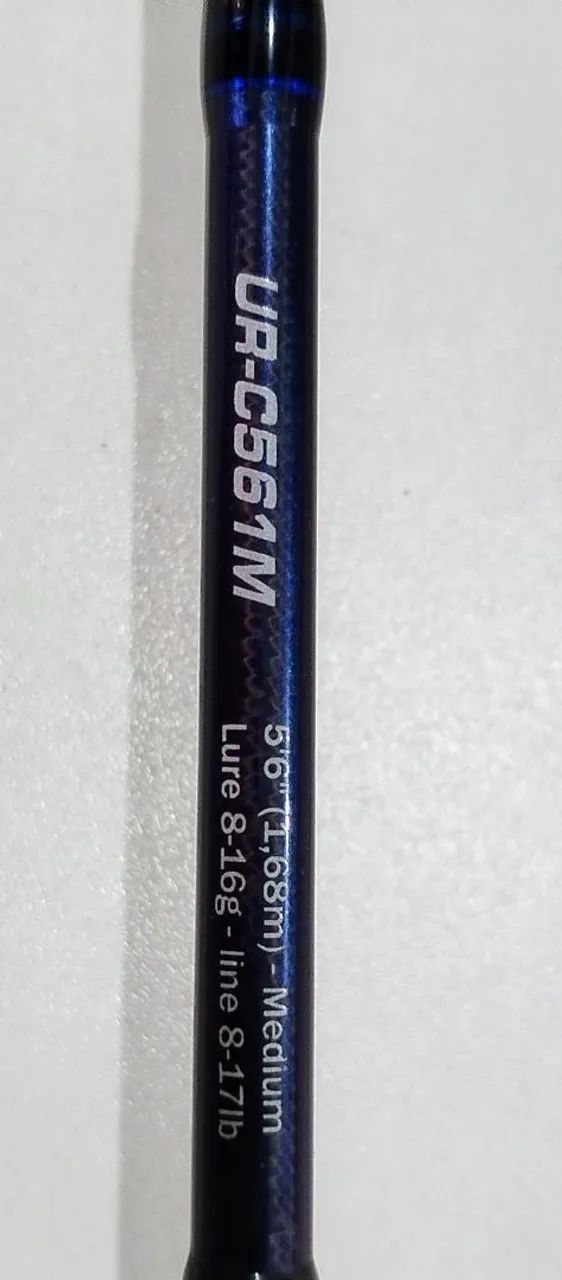 UR-C561M
5'6" (1,68m) - Medium
Lure 8-16g - line 8-17lb